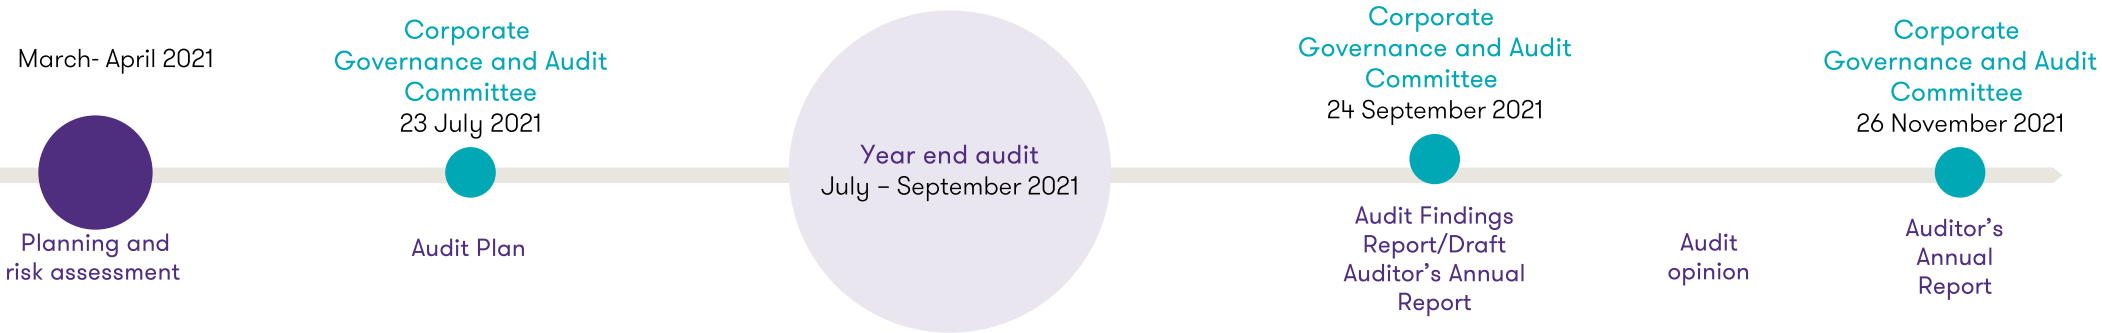 March- April 2021
Planning and
risk assessment
Corporate
Governance and Audit
Committee
23 July 2021
Audit Plan
Year end audit
July – September 2021
Corporate
Governance and Audit
Committee
24 September 2021
Audit Findings
Report/Draft
Auditor’s Annual
Report
Audit
opinion
Corporate
Governance and Audit
Committee
26 November 2021
Auditor’s
Annual
Report